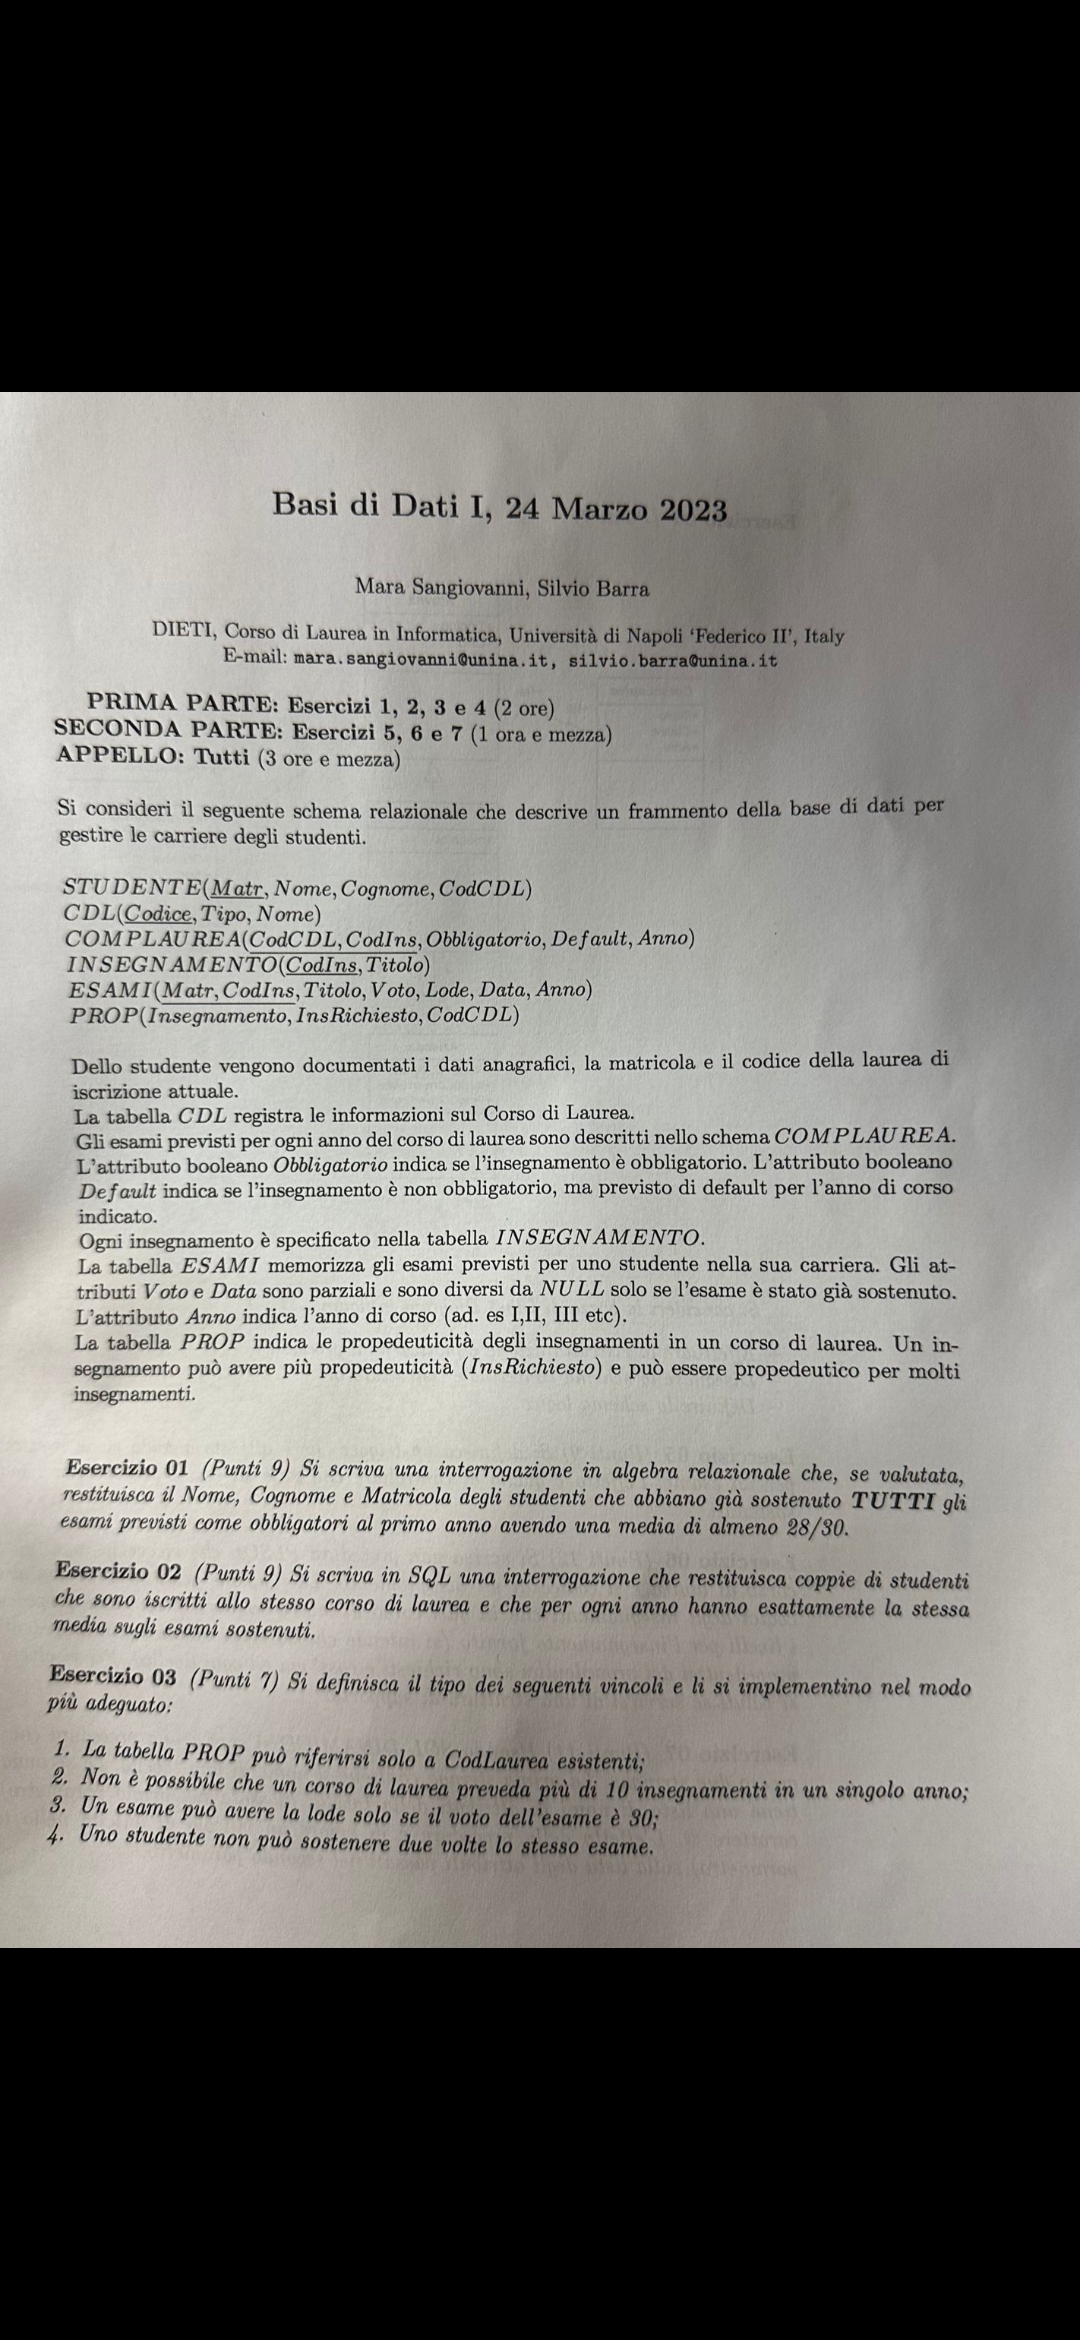 Basi di Dati I, 24 Marzo 2023
Mara Sangiovanni, Silvio Barra
DIETI, Corso di Laurea in Informatica, Università di Napoli ‘Federico II’, Italy
E-mail: mara.sangiovanni@unina.it, silvio.barra@unina.it
PRIMA PARTE: Esercizi 1, 2, 3 e 4 (2 ore)
SECONDA PARTE: Esercizi 5, 6 e 7 (1 ora e mezza)
APPELLO: Tutti (3 ore e mezza)
Si consideri il seguente schema relazionale che descrive un frammento della base di dati per
gestire le carriere degli studenti.
STUDENTE(Matr, Nome, Cognome, CodCDL)
CDL(Codice, Tipo, Nome)
COMPLAUREA(CodCDL, CodIns, Obbligatorio, Default, Anno)
INSEGNAMENTO(CodIns, Titolo)
ESAMI(Matr, CodIns, Titolo, Voto, Lode, Data, Anno)
PROP(Insegnamento, InsRichiesto, CodCDL)
Dello studente vengono documentati i dati anagrafici, la matricola e il codice della laurea di
iscrizione attuale.
La tabella CDL registra le informazioni sul Corso di Laurea.
Gli esami previsti per ogni anno del corso di laurea sono descritti nello schema COMPLAUREA.
L'attributo booleano Obbligatorio indica se l'insegnamento è obbligatorio. L'attributo booleano
Default indica se l'insegnamento è non obbligatorio, ma previsto di default per l'anno di corso
indicato.
Ogni insegnamento è specificato nella tabella INSEGNAMENTO.
La tabella ESAMI memorizza gli esami previsti per uno studente nella sua carriera. Gli at-
tributi Voto e Data sono parziali e sono diversi da NULL solo se l'esame è stato già sostenuto.
L'attributo Anno indica l'anno di corso (ad. es I,II, III etc).
La tabella PROP indica le propedeuticità degli insegnamenti in un corso di laurea. Un in-
segnamento può avere più propedeuticità (InsRichiesto) e può essere propedeutico per molti
insegnamenti.
Esercizio 01 (Punti 9) Si scriva una interrogazione in algebra relazionale che, se valutata,
restituisca il Nome, Cognome e Matricola degli studenti che abbiano già sostenuto TUTTI gli
esami previsti come obbligatori al primo anno avendo una media di almeno 28/30.
Esercizio 02 (Punti 9) Si scriva in SQL una interrogazione che restituisca coppie di studenti
che sono iscritti allo stesso corso di laurea e che per ogni anno hanno esattamente la stessa
media sugli esami sostenuti.
Esercizio 03 (Punti 7) Si definisca il tipo dei seguenti vincoli e li si implementino nel modo
più adeguato:
1. La tabella PROP può riferirsi solo a CodLaurea esistenti;
2. Non è possibile che un corso di laurea preveda più di 10 insegnamenti in un singolo anno;
3. Un esame può avere la lode solo se il voto dell'esame è 30;
4. Uno studente non può sostenere due volte lo stesso esame.